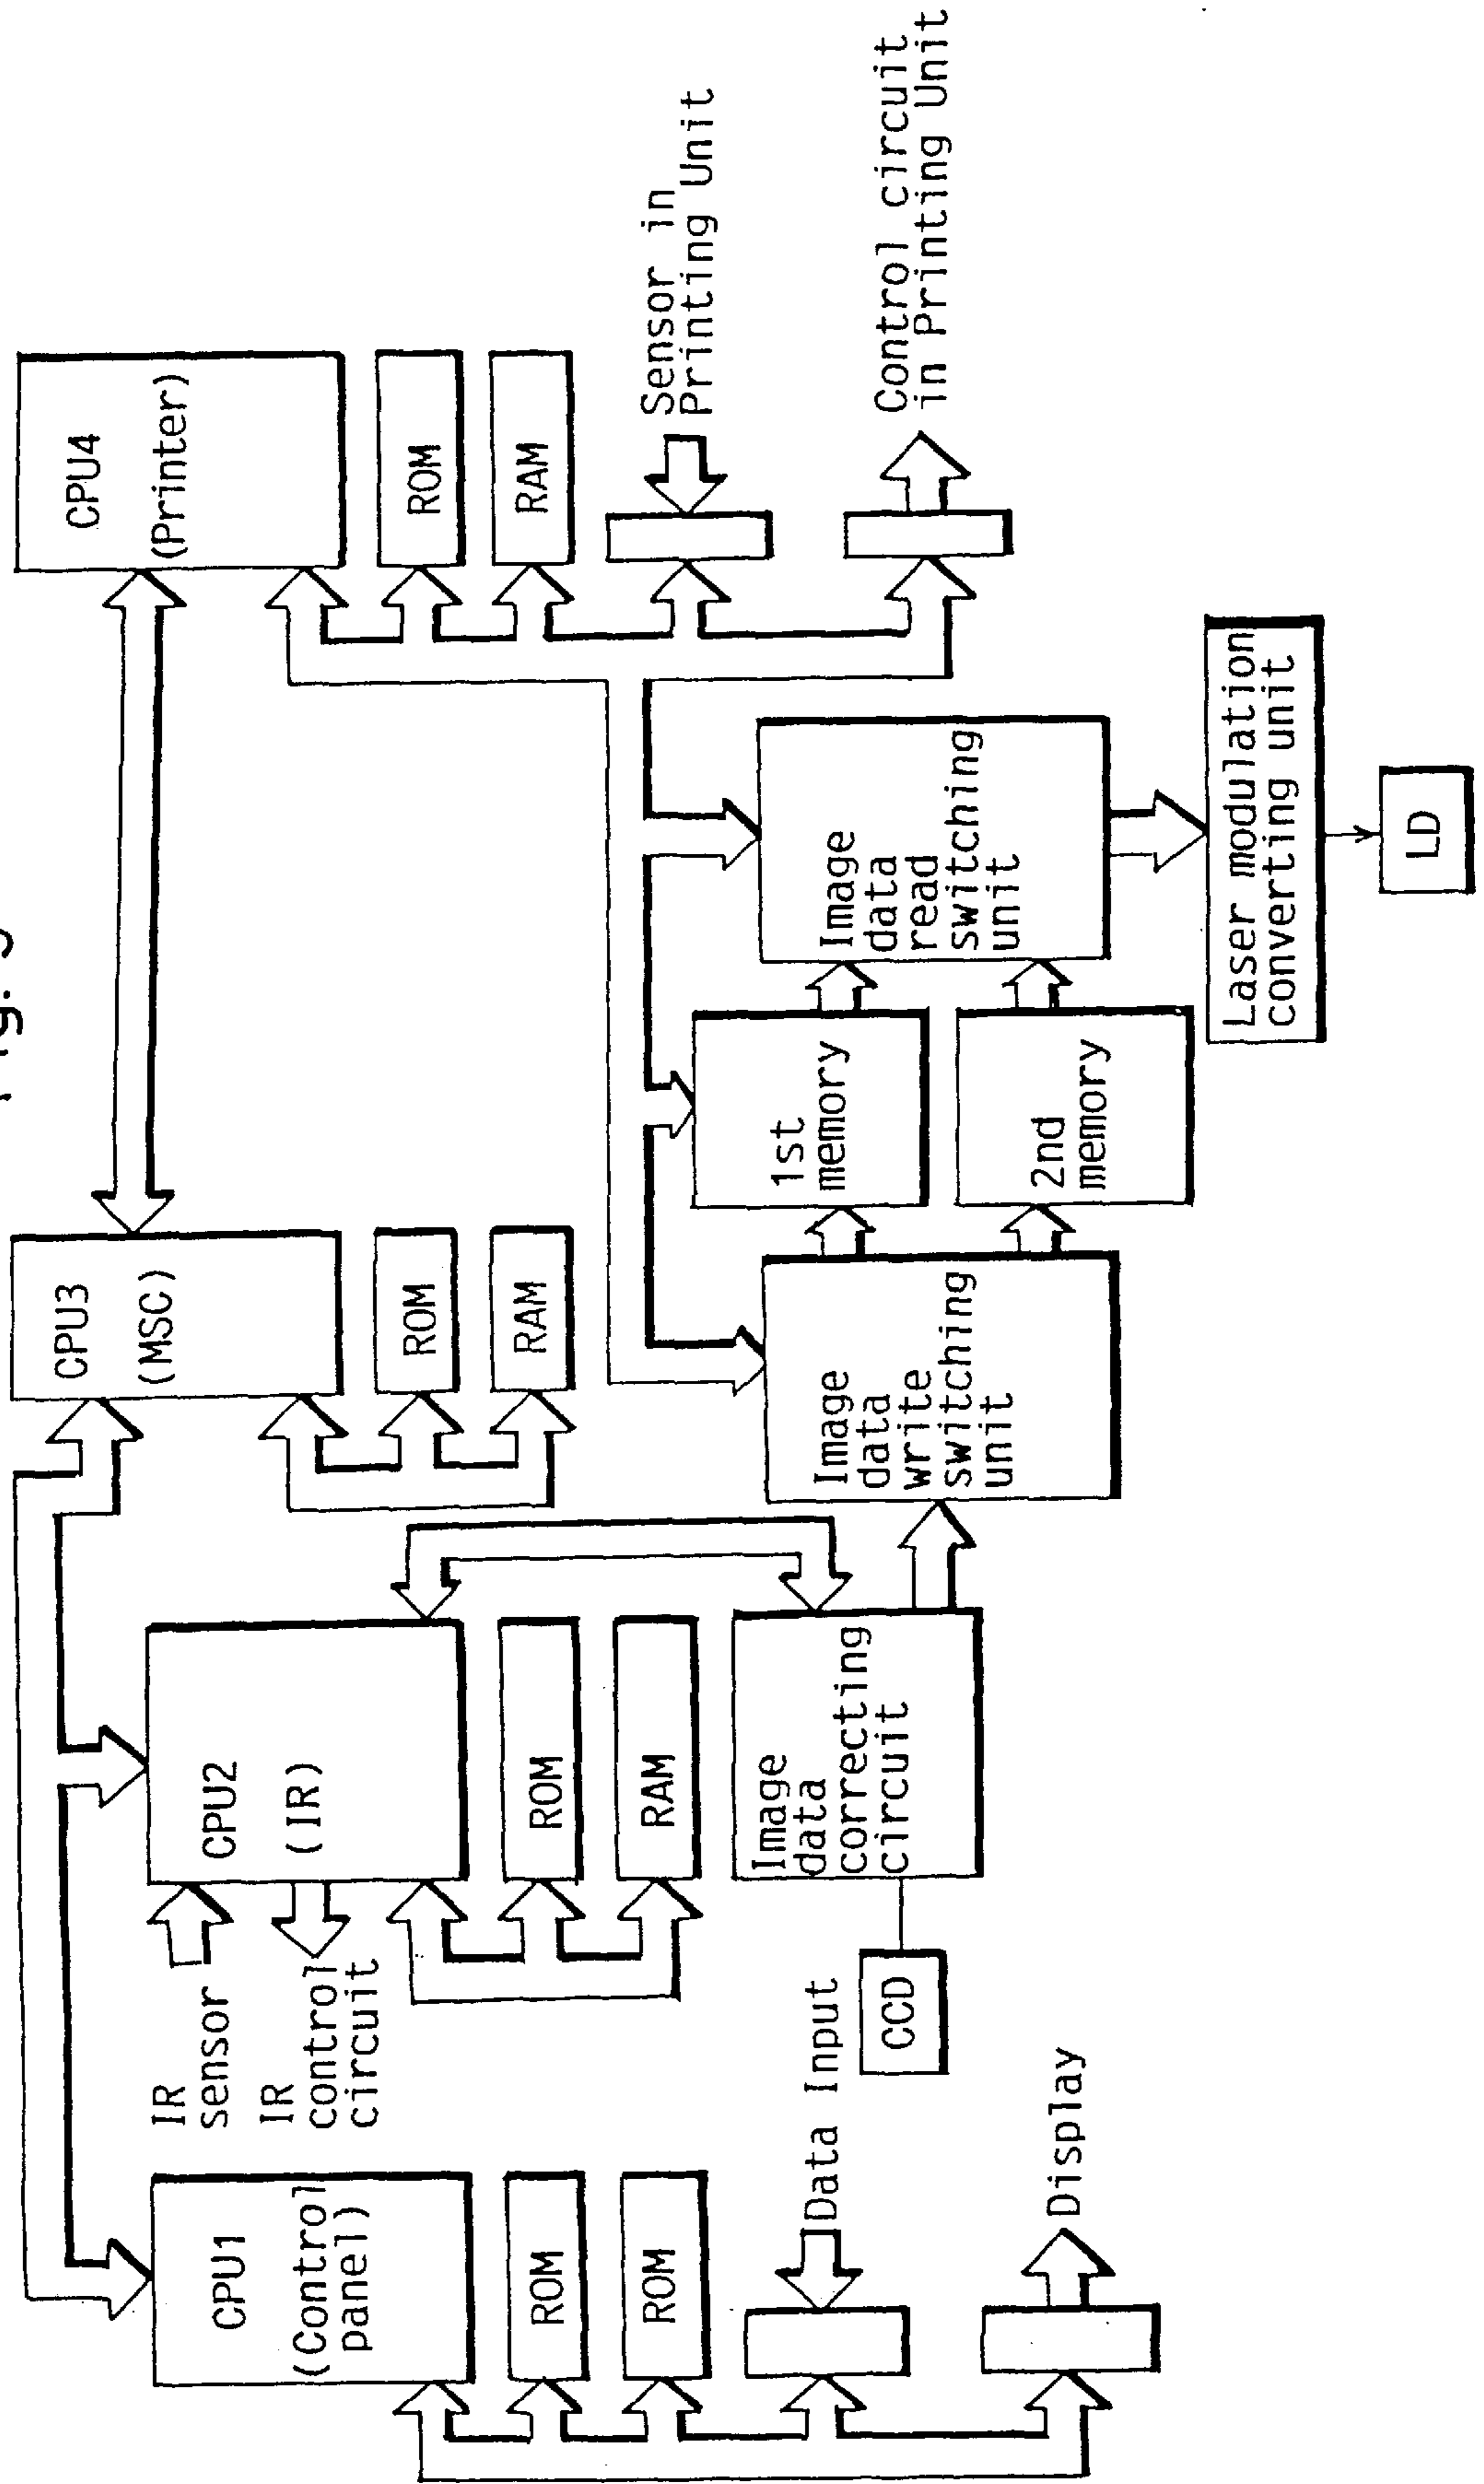 CPU1
(Control
panel)
ROM
ROM
Data Input
Display
IR
sensor
IR
control
circuit
CPU2
(IR)
ROM
RAM
CCD
Image
data
correcting
circuit
CPU3
(MSC)
ROM
RAM
Image
data
write
switching
unit
1st
memory
2nd
memory
Image
data
read
switching
unit
Laser modulation
converting unit
LD
CPU4
(Printer)
ROM
RAM
Sensor in
Printing Unit
Control circuit
in Printing Unit